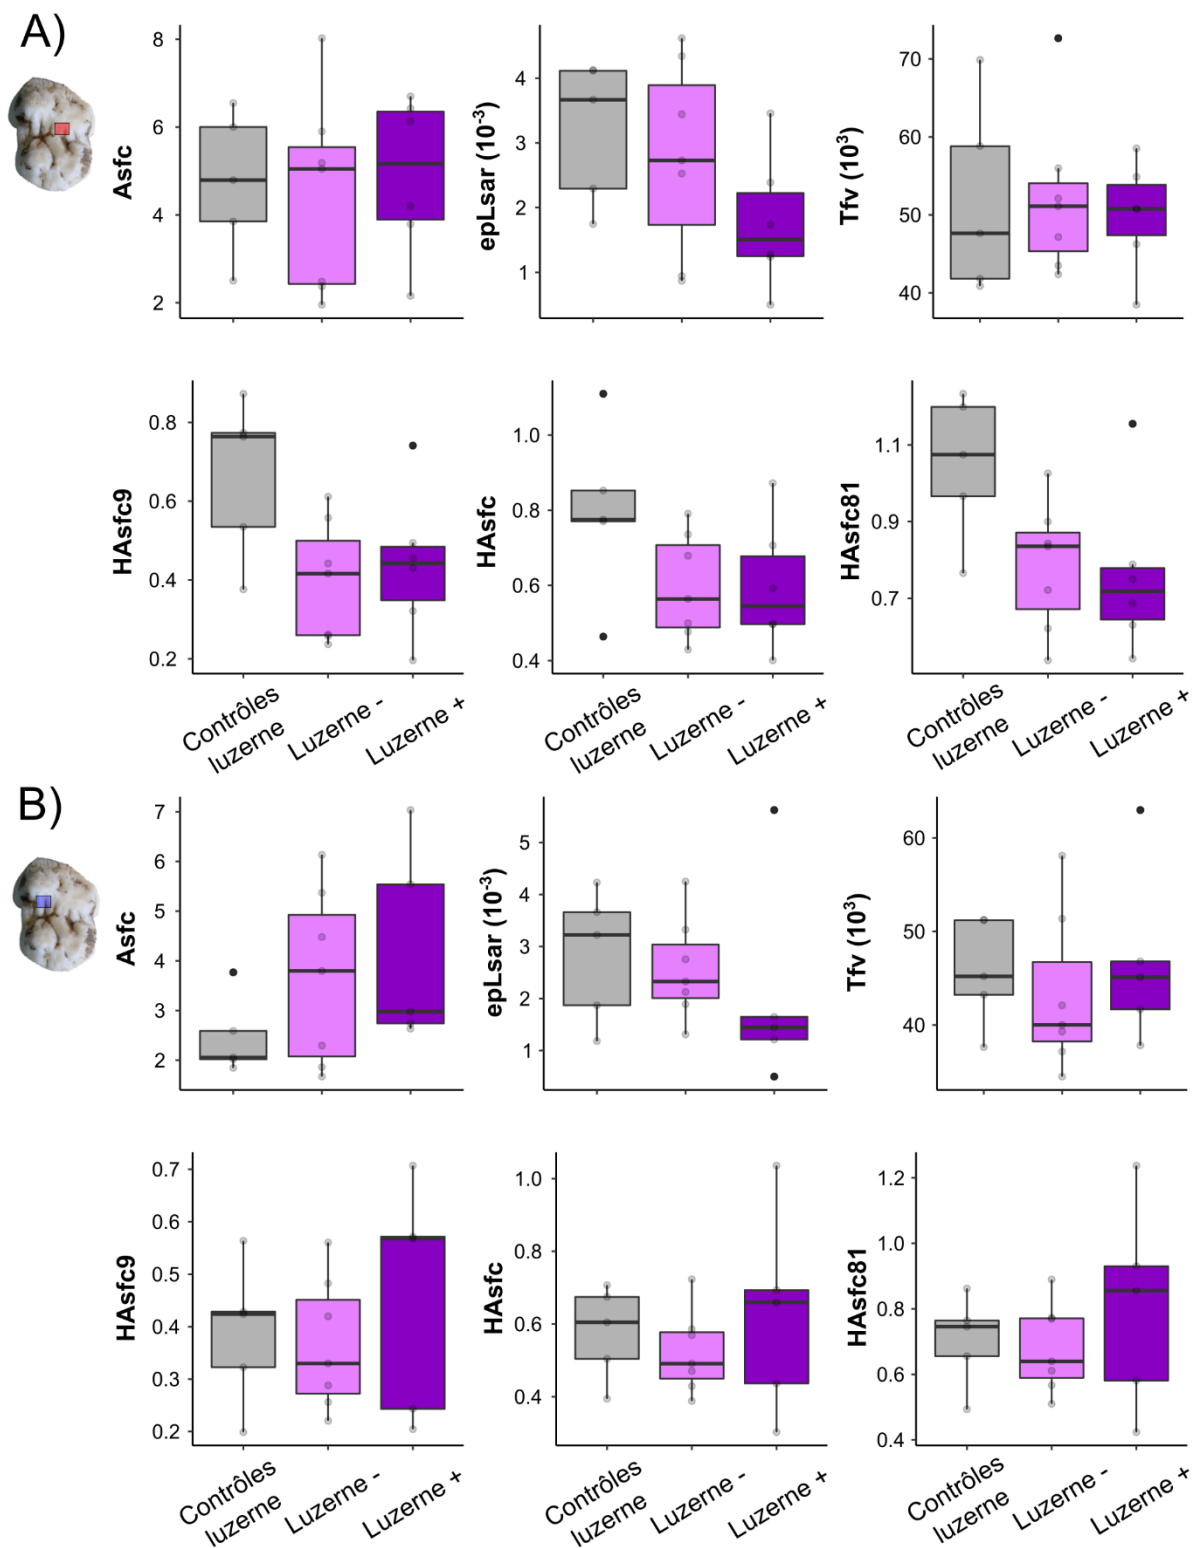 A)
Asfc
8
6
4
2
epLsar (10⁻³)
4
3
2
1
Tfv (10³)
70
60
50
40
HAsfc9
0.8
0.6
0.4
0.2
HAsfc
1.0
0.8
0.6
0.4
HAsfc81
1.1
0.9
0.7
Contrôles
luzerne
Luzerne -
Luzerne +
Contrôles
luzerne
Luzerne -
Luzerne +
Contrôles
luzerne
Luzerne -
Luzerne +
B)
Asfc
7
6
5
4
3
2
epLsar (10⁻³)
5
4
3
2
1
Tfv (10³)
60
50
40
HAsfc9
0.7
0.6
0.5
0.4
0.3
0.2
HAsfc
1.0
0.8
0.6
0.4
HAsfc81
1.2
1.0
0.8
0.6
0.4
Contrôles
luzerne
Luzerne -
Luzerne +
Contrôles
luzerne
Luzerne -
Luzerne +
Contrôles
luzerne
Luzerne -
Luzerne +